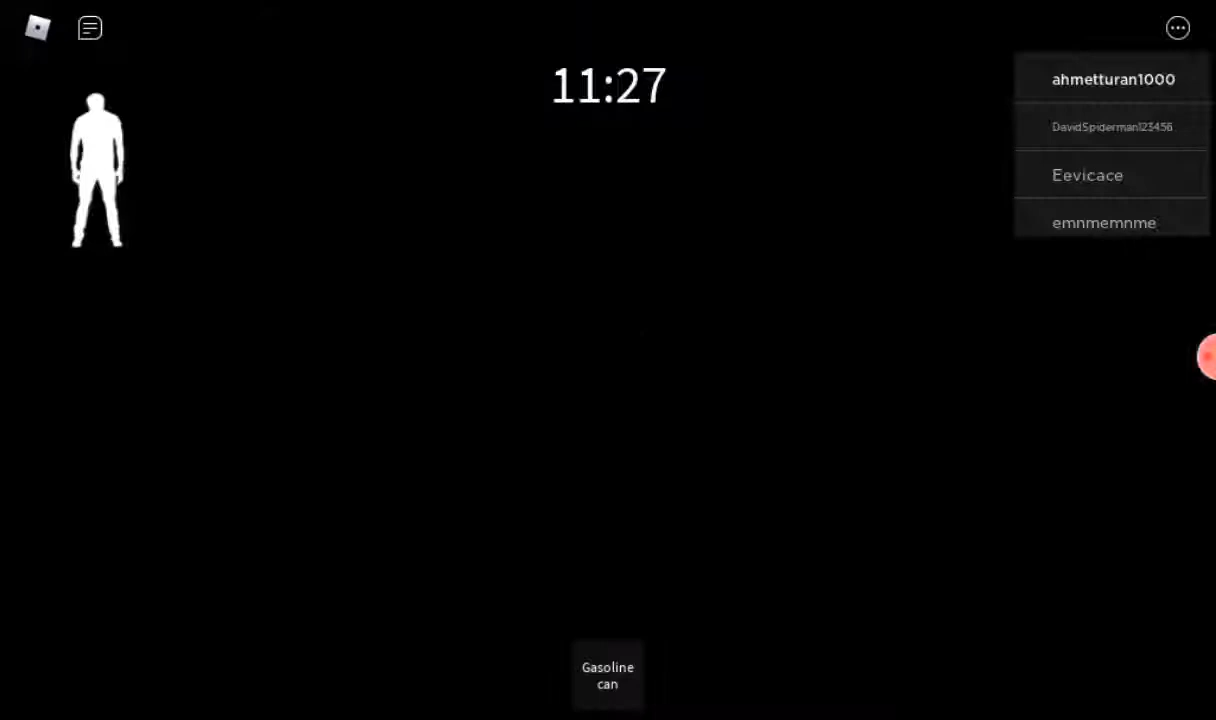 11:27
ahmetturan1000
DavidSpiderman123456
Eevicace
emnmemnme
Gasoline
can